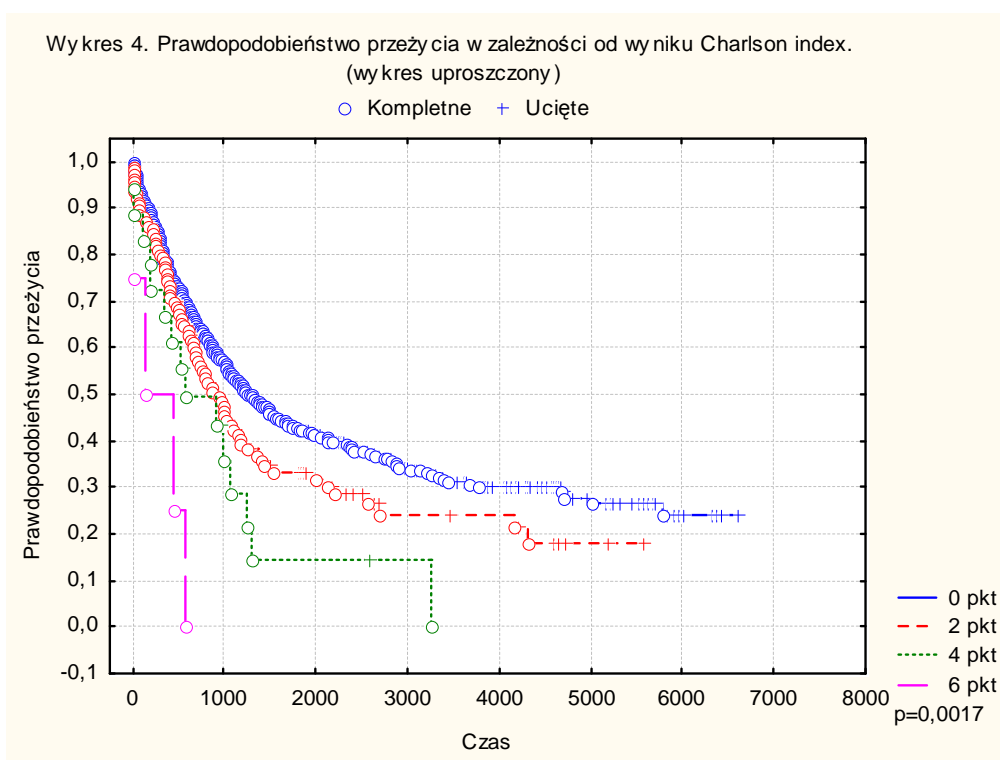 Wykres 4. Prawdopodobieństwo przeżycia w zależności od wyniku Charlson index.
(wykres uproszczony)
Kompletne + Ucięte
Prawdopodobieństwo przeżycia
1,0
0,9
0,8
0,7
0,6
0,5
0,4
0,3
0,2
0,1
0,0
-0,1
0 1000 2000 3000 4000 5000 6000 7000 8000
Czas
0 pkt
2 pkt
4 pkt
6 pkt
p=0,0017